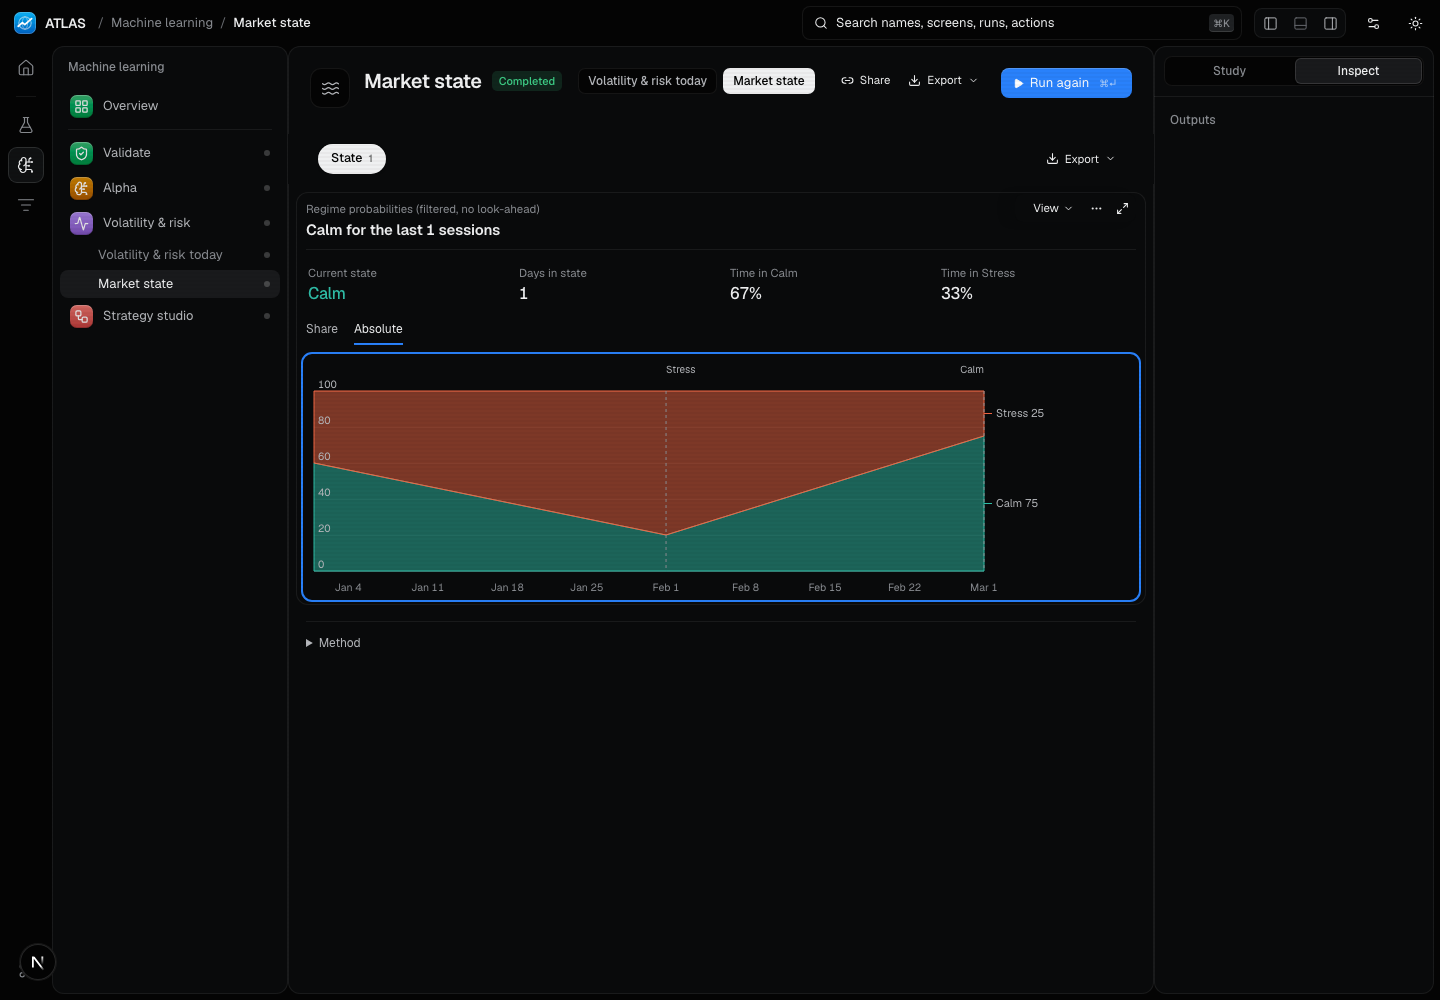 ATLAS / Machine learning / Market state
Search names, screens, runs, actions ⌘K
Machine learning
Overview
Validate
Alpha
Volatility & risk
Volatility & risk today
Market state
Strategy studio
Market state Completed Volatility & risk today Market state Share Export Run again ⌘↵
State 1 Export
Regime probabilities (filtered, no look-ahead) View
Calm for the last 1 sessions
Current state Days in state Time in Calm Time in Stress
Calm 1 67% 33%
Share Absolute
Stress Calm
100
80
60
40
20
0
Stress 25
Calm 75
Jan 4 Jan 11 Jan 18 Jan 25 Feb 1 Feb 8 Feb 15 Feb 22 Mar 1
Method
Study Inspect
Outputs
N